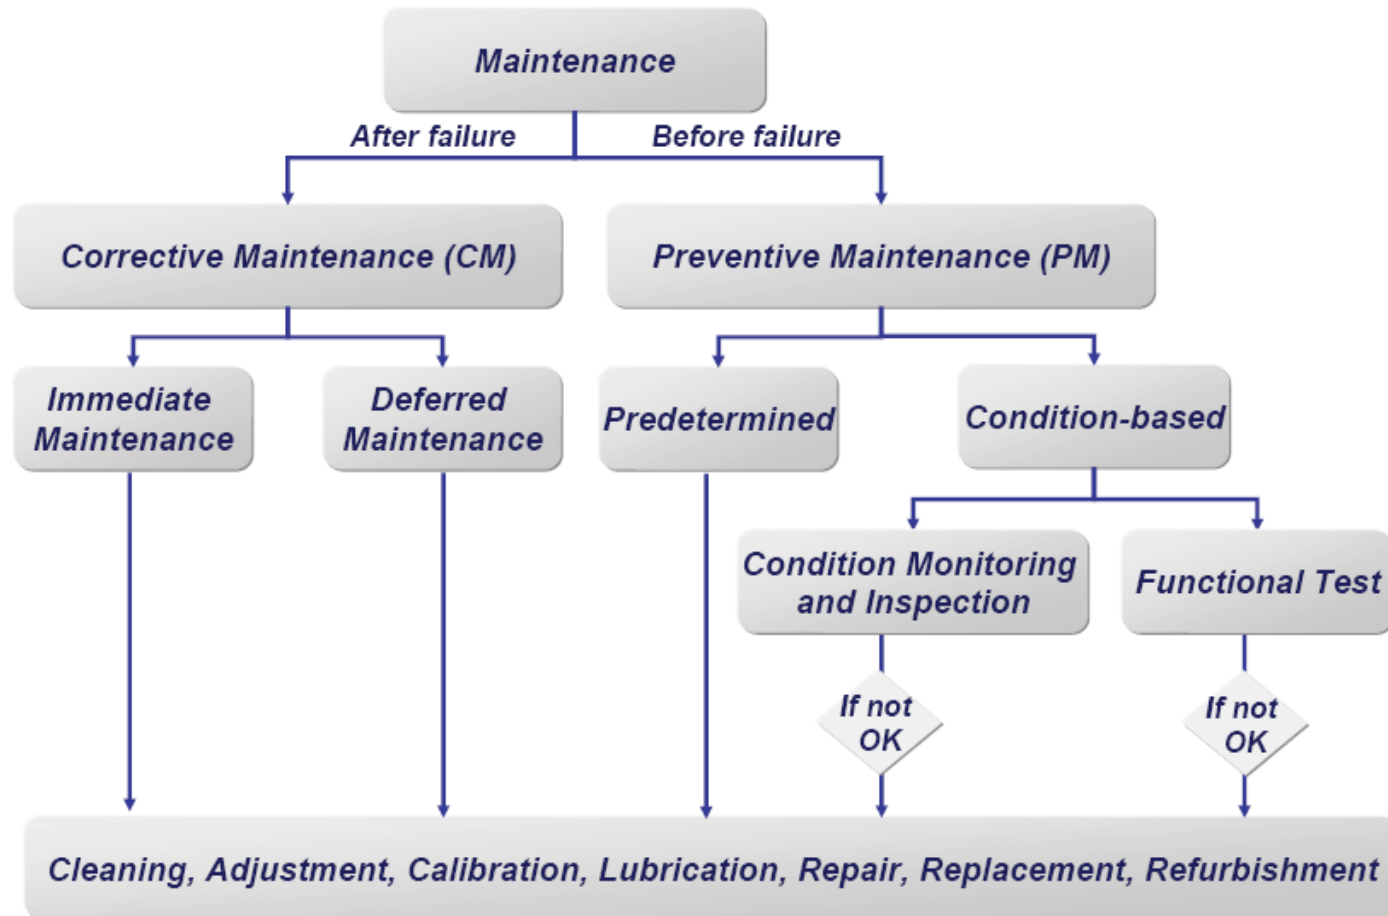 Maintenance
After failure
Before failure
Corrective Maintenance (CM)
Preventive Maintenance (PM)
Immediate
Maintenance
Deferred
Maintenance
Predetermined
Condition-based
Condition Monitoring
and Inspection
Functional Test
If not
OK
If not
OK
Cleaning, Adjustment, Calibration, Lubrication, Repair, Replacement, Refurbishment